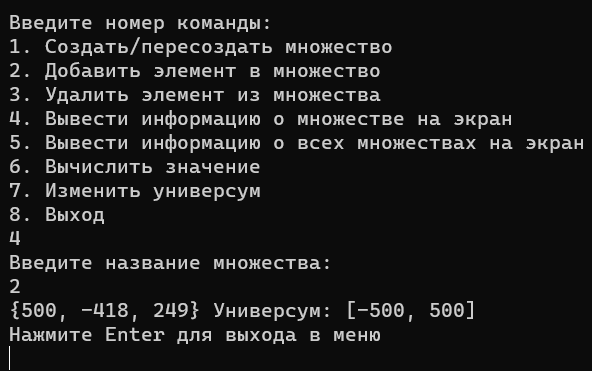 Введите номер команды:
1. Создать/пересоздать множество
2. Добавить элемент в множество
3. Удалить элемент из множества
4. Вывести информацию о множестве на экран
5. Вывести информацию о всех множествах на экран
6. Вычислить значение
7. Изменить универсум
8. Выход
4
Введите название множества:
2
{500, -418, 249} Универсум: [-500, 500]
Нажмите Enter для выхода в меню